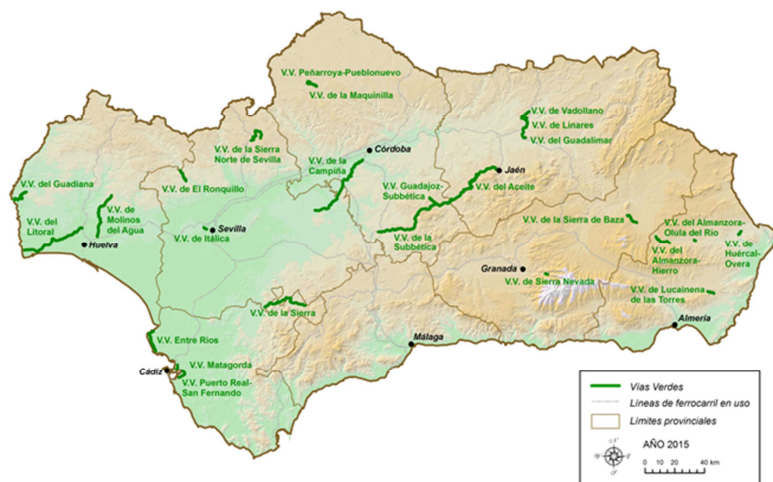 V.V. Peñarroya-Pueblonuevo
V.V. de la Maquinilla
V.V. de Vadollano
V.V. de Linares
V.V. del Guadalimar
V.V. de la Sierra
Norte de Sevilla
Córdoba
V.V. de la
Campiña
Jaén
V.V. del Guadiana
V.V. de El Ronquillo
V.V. Guadajoz-
Subbética
V.V. del Aceite
V.V. del
Litoral
V.V. de
Molinos
del Agua
Huelva
Sevilla
V.V. de Itálica
V.V. de la
Subbética
V.V. de la Sierra de Baza
V.V. del Almanzora-
Olula del Río
V.V. del
Almanzora-
Hierro
V.V. de
Huércal-
Overa
Granada
V.V. de Sierra Nevada
V.V. de Lucainena
de las Torres
V.V. de la Sierra
Almería
V.V. Entre Ríos
Málaga
Cádiz
V.V. Matagorda
V.V. Puerto Real-
San Fernando
Vías Verdes
Líneas de ferrocarril en uso
Límites provinciales
AÑO 2015
0 10 20 40 km